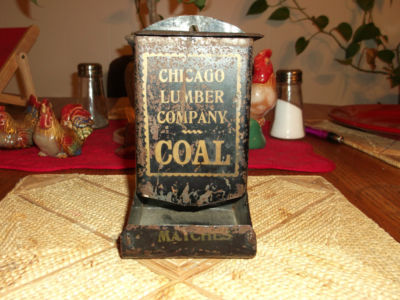 CHICAGO
LUMBER
COMPANY
COAL
MATCHES